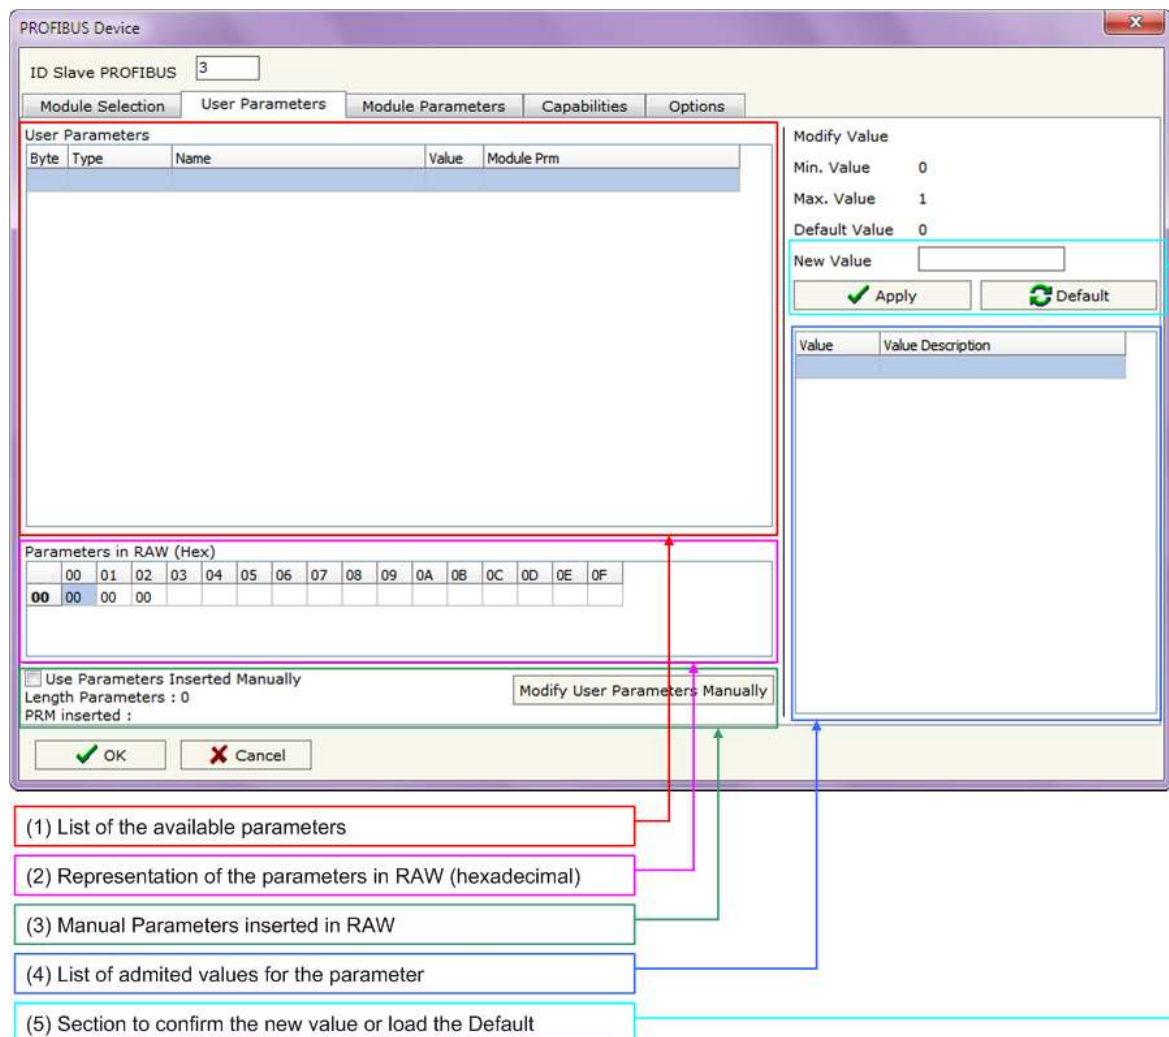 PROFIBUS Device
x
ID Slave PROFIBUS 3
Module Selection User Parameters Module Parameters Capabilities Options
User Parameters
Byte Type Name Value Module Prm
Modify Value
Min. Value 0
Max. Value 1
Default Value 0
New Value
Apply Default
Value Value Description
Parameters in RAW (Hex)
00 01 02 03 04 05 06 07 08 09 0A 0B 0C 0D 0E 0F
00 00 00 00
Use Parameters Inserted Manually
Length Parameters : 0
PRM inserted :
Modify User Parameters Manually
OK Cancel
(1) List of the available parameters
(2) Representation of the parameters in RAW (hexadecimal)
(3) Manual Parameters inserted in RAW
(4) List of admited values for the parameter
(5) Section to confirm the new value or load the Default